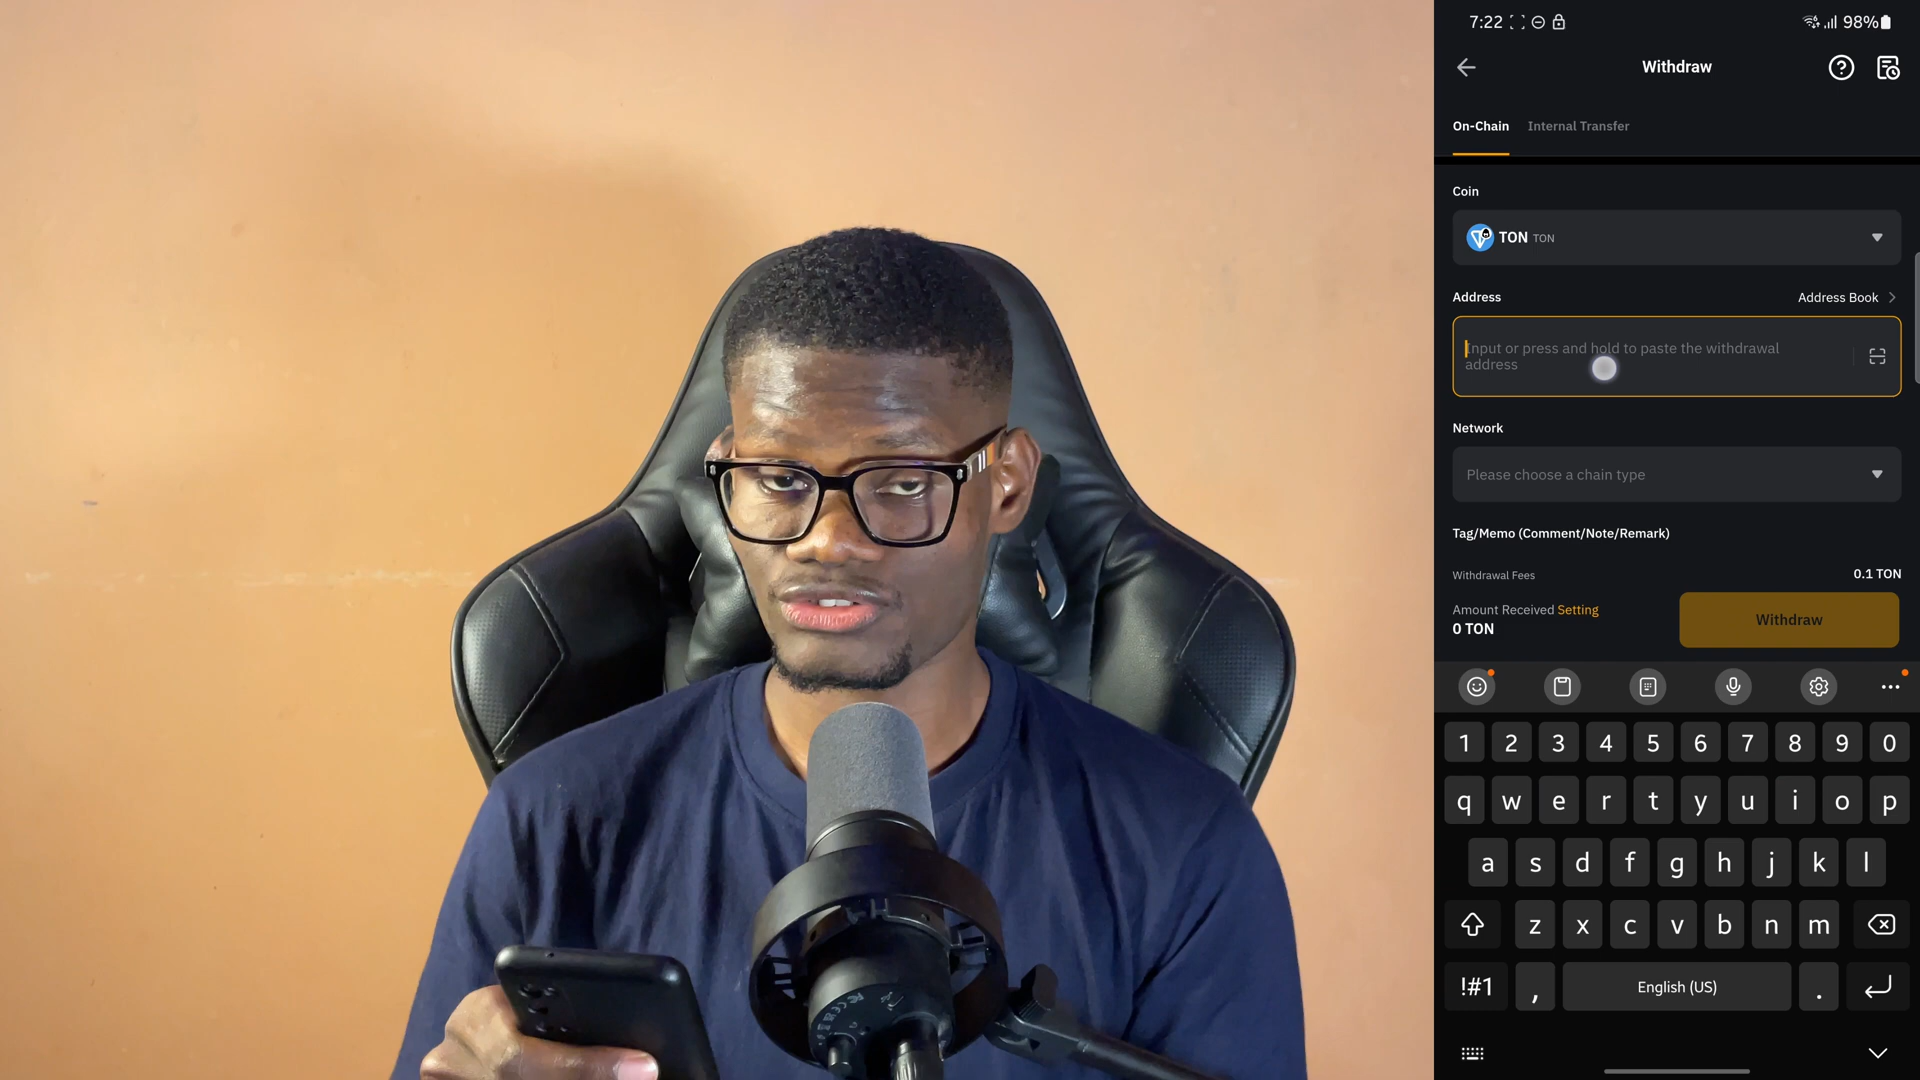 7:22 98%
Withdraw
On-Chain Internal Transfer
Coin
TON TON
Address Address Book
Input or press and hold to paste the withdrawal
address
Network
Please choose a chain type
Tag/Memo (Comment/Note/Remark)
Withdrawal Fees 0.1 TON
Amount Received Setting
0 TON
Withdraw
1 2 3 4 5 6 7 8 9 0
q w e r t y u i o p
a s d f g h j k l
z x c v b n m
!#1 , English (US) .